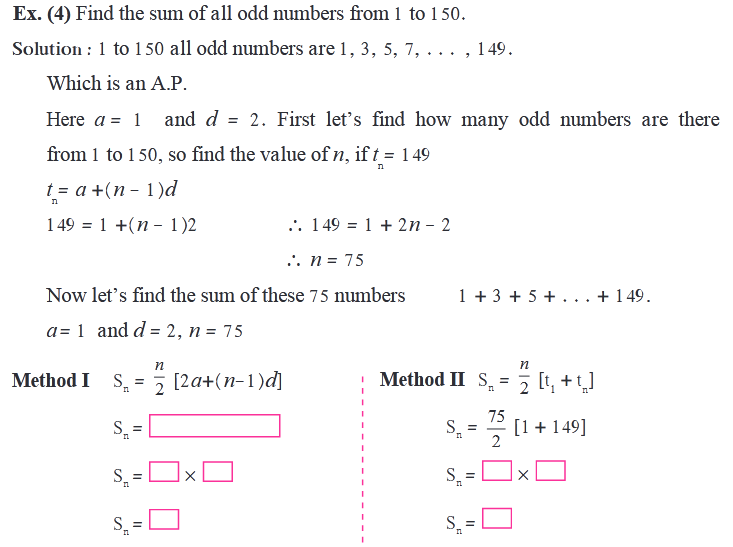 Ex. (4) Find the sum of all odd numbers from 1 to 150.
Solution : 1 to 150 all odd numbers are 1, 3, 5, 7, . . . , 149.
Which is an A.P.
Here a = 1 and d = 2. First let’s find how many odd numbers are there
from 1 to 150, so find the value of n, if tₙ = 149
tₙ = a +(n – 1)d
149 = 1 +(n – 1)2 ∴ 149 = 1 + 2n – 2
∴ n = 75
Now let’s find the sum of these 75 numbers 1 + 3 + 5 + . . . + 149.
a= 1 and d = 2, n = 75
Method I Sₙ = n/2 [2a+(n–1)d]
Sₙ =
Sₙ = ×
Sₙ =
Method II Sₙ = n/2 [t₁ + tₙ]
Sₙ = 75/2 [1 + 149]
Sₙ = ×
Sₙ =